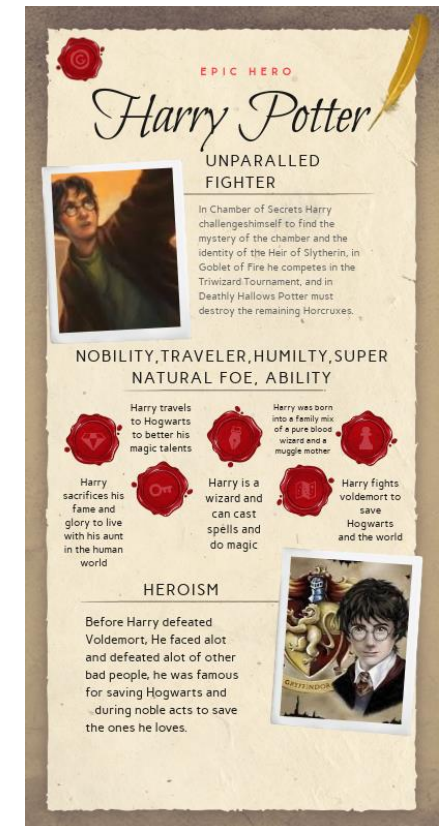 EPIC HERO
Harry Potter
UNPARALLED
FIGHTER
In Chamber of Secrets Harry
challengeshimself to find the
mystery of the chamber and the
identity of the Heir of Slytherin, in
Goblet of Fire he competes in the
Triwizard Tournament, and in
Deathly Hallows Potter must
destroy the remaining Horcruxes.
NOBILITY,TRAVELER,HUMILTY,SUPER
NATURAL FOE, ABILITY
Harry travels
to Hogwarts
to better his
magic talents
Harry was born
into a family mix
of a pure blood
wizard and a
muggle mother
Harry
sacrifices his
fame and
glory to live
with his aunt
in the human
world
Harry is a
wizard and
can cast
spells and
do magic
Harry fights
voldemort to
save
Hogwarts
and the world
HEROISM
Before Harry defeated
Voldemort, He faced alot
and defeated alot of other
bad people, he was famous
for saving Hogwarts and
during noble acts to save
the ones he loves.
GRYFFINDOR
G